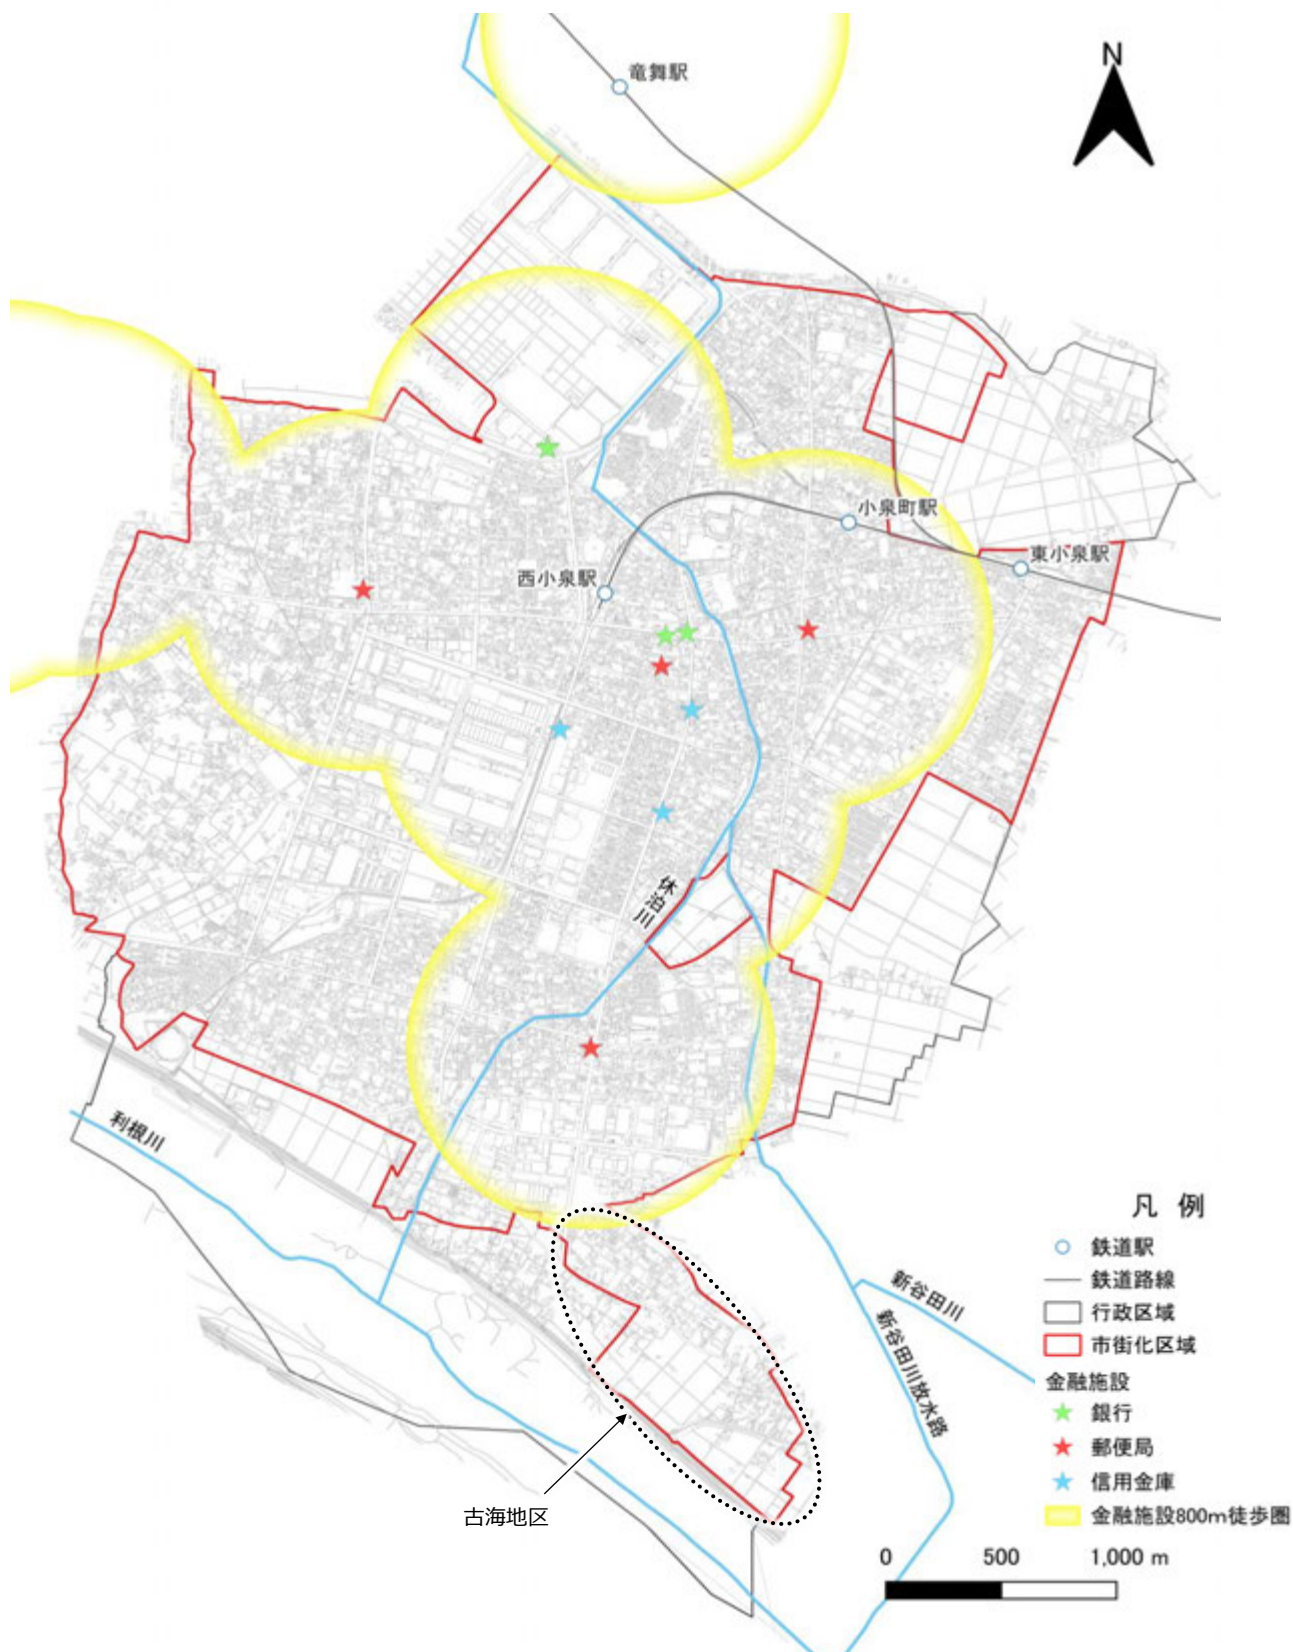 N
竜舞駅
小泉町駅
東小泉駅
西小泉駅
休泊川
利根川
新谷田川
新谷田川放水路
古海地区
凡 例
鉄道駅
鉄道路線
行政区域
市街化区域
金融施設
銀行
郵便局
信用金庫
金融施設800m徒歩圏
0 500 1,000 m